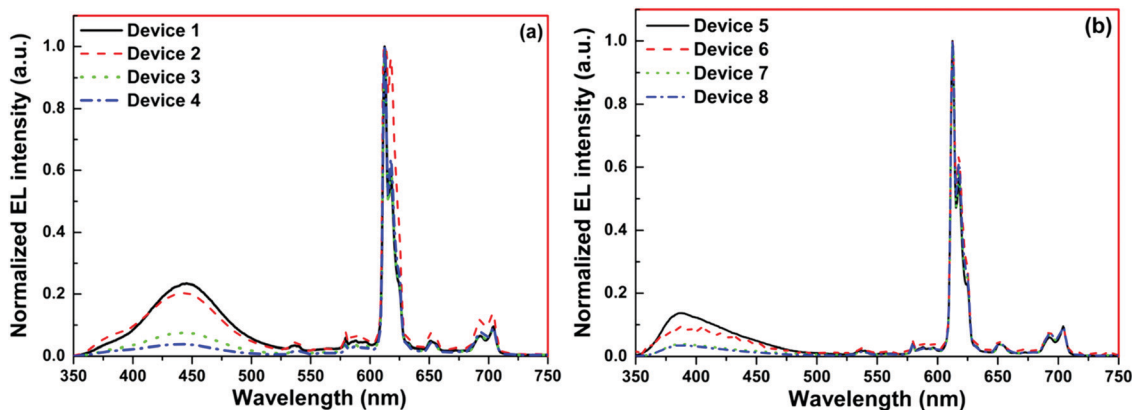 (a)
Device 1
Device 2
Device 3
Device 4
Normalized EL intensity (a.u.)
1.0
0.8
0.6
0.4
0.2
0.0
350 400 450 500 550 600 650 700 750
Wavelength (nm)
(b)
Device 5
Device 6
Device 7
Device 8
Normalized EL intensity (a.u.)
1.0
0.8
0.6
0.4
0.2
0.0
350 400 450 500 550 600 650 700 750
Wavelength (nm)